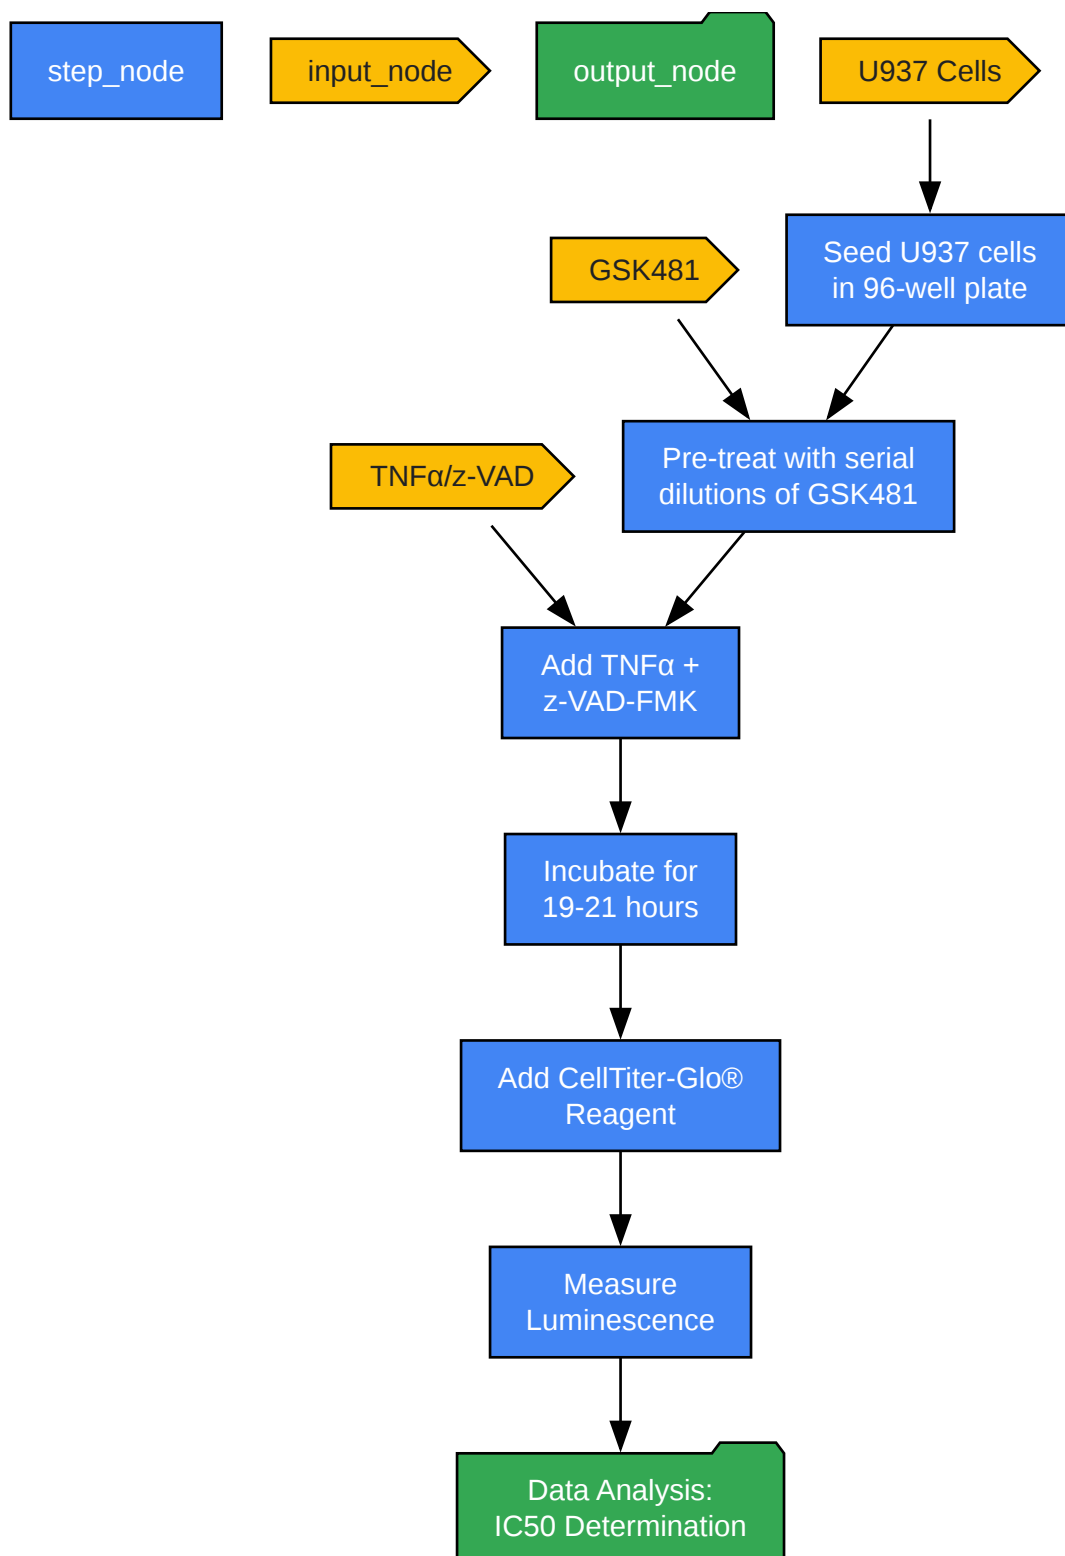 step_node
input_node
output_node
U937 Cells
Seed U937 cells
in 96-well plate
GSK481
Pre-treat with serial
dilutions of GSK481
TNFα/z-VAD
Add TNFα +
z-VAD-FMK
Incubate for
19-21 hours
Add CellTiter-Glo®
Reagent
Measure
Luminescence
Data Analysis:
IC50 Determination